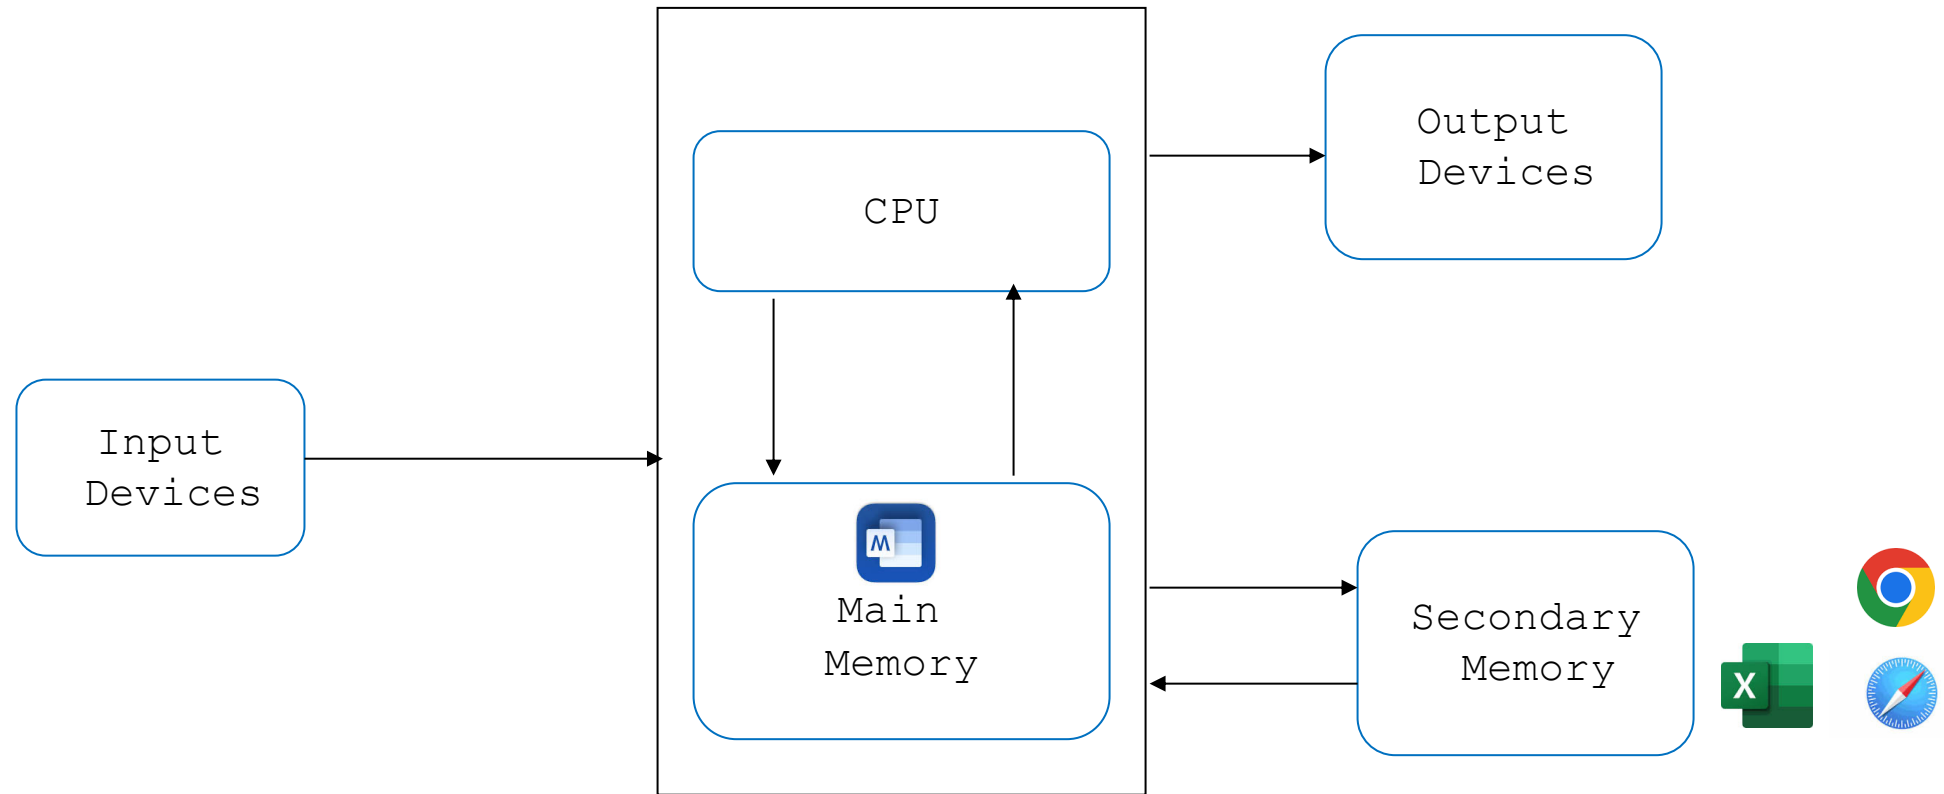 CPU
Output
Devices
Input
Devices
W
Main
Memory
Secondary
Memory
X